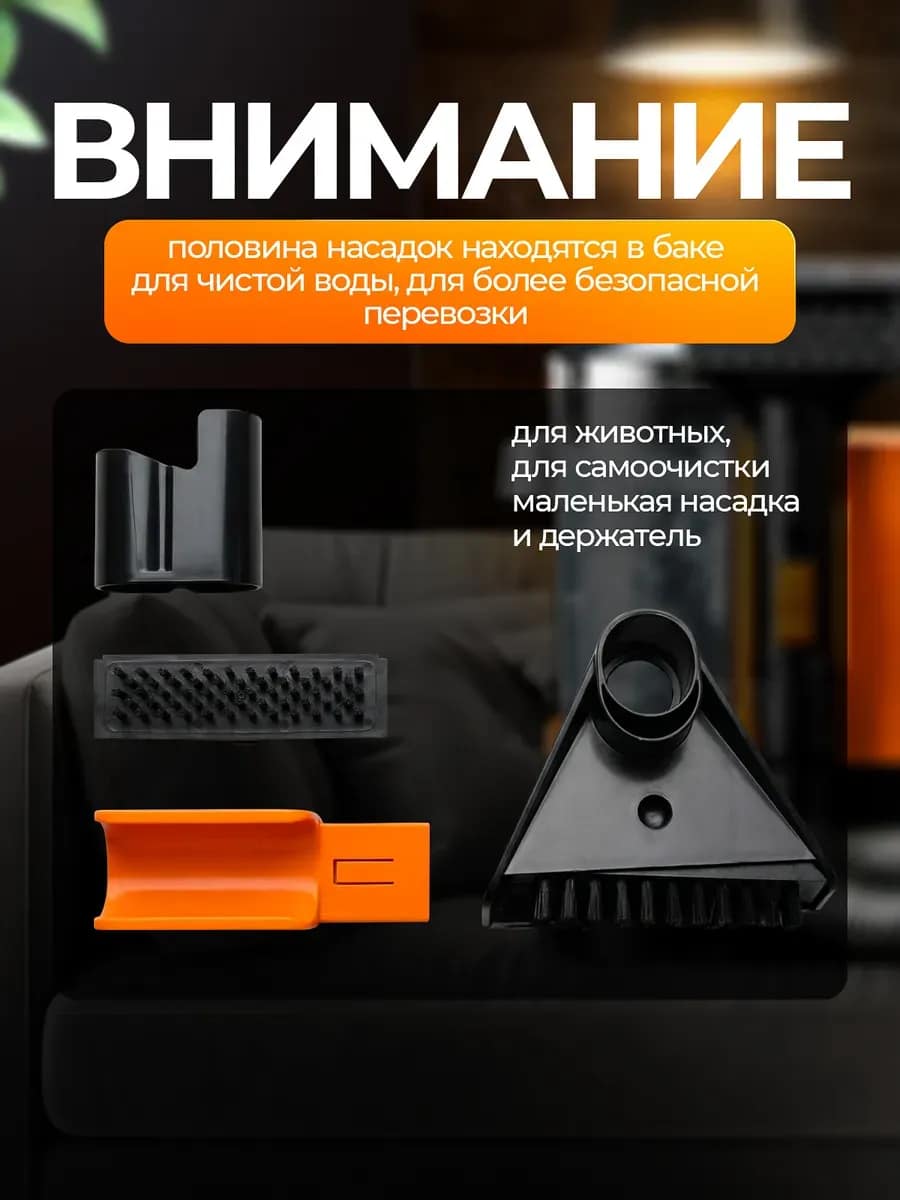 ВНИМАНИЕ
половина насадок находятся в баке
для чистой воды, для более безопасной
перевозки
для животных,
для самоочистки
маленькая насадка
и держатель